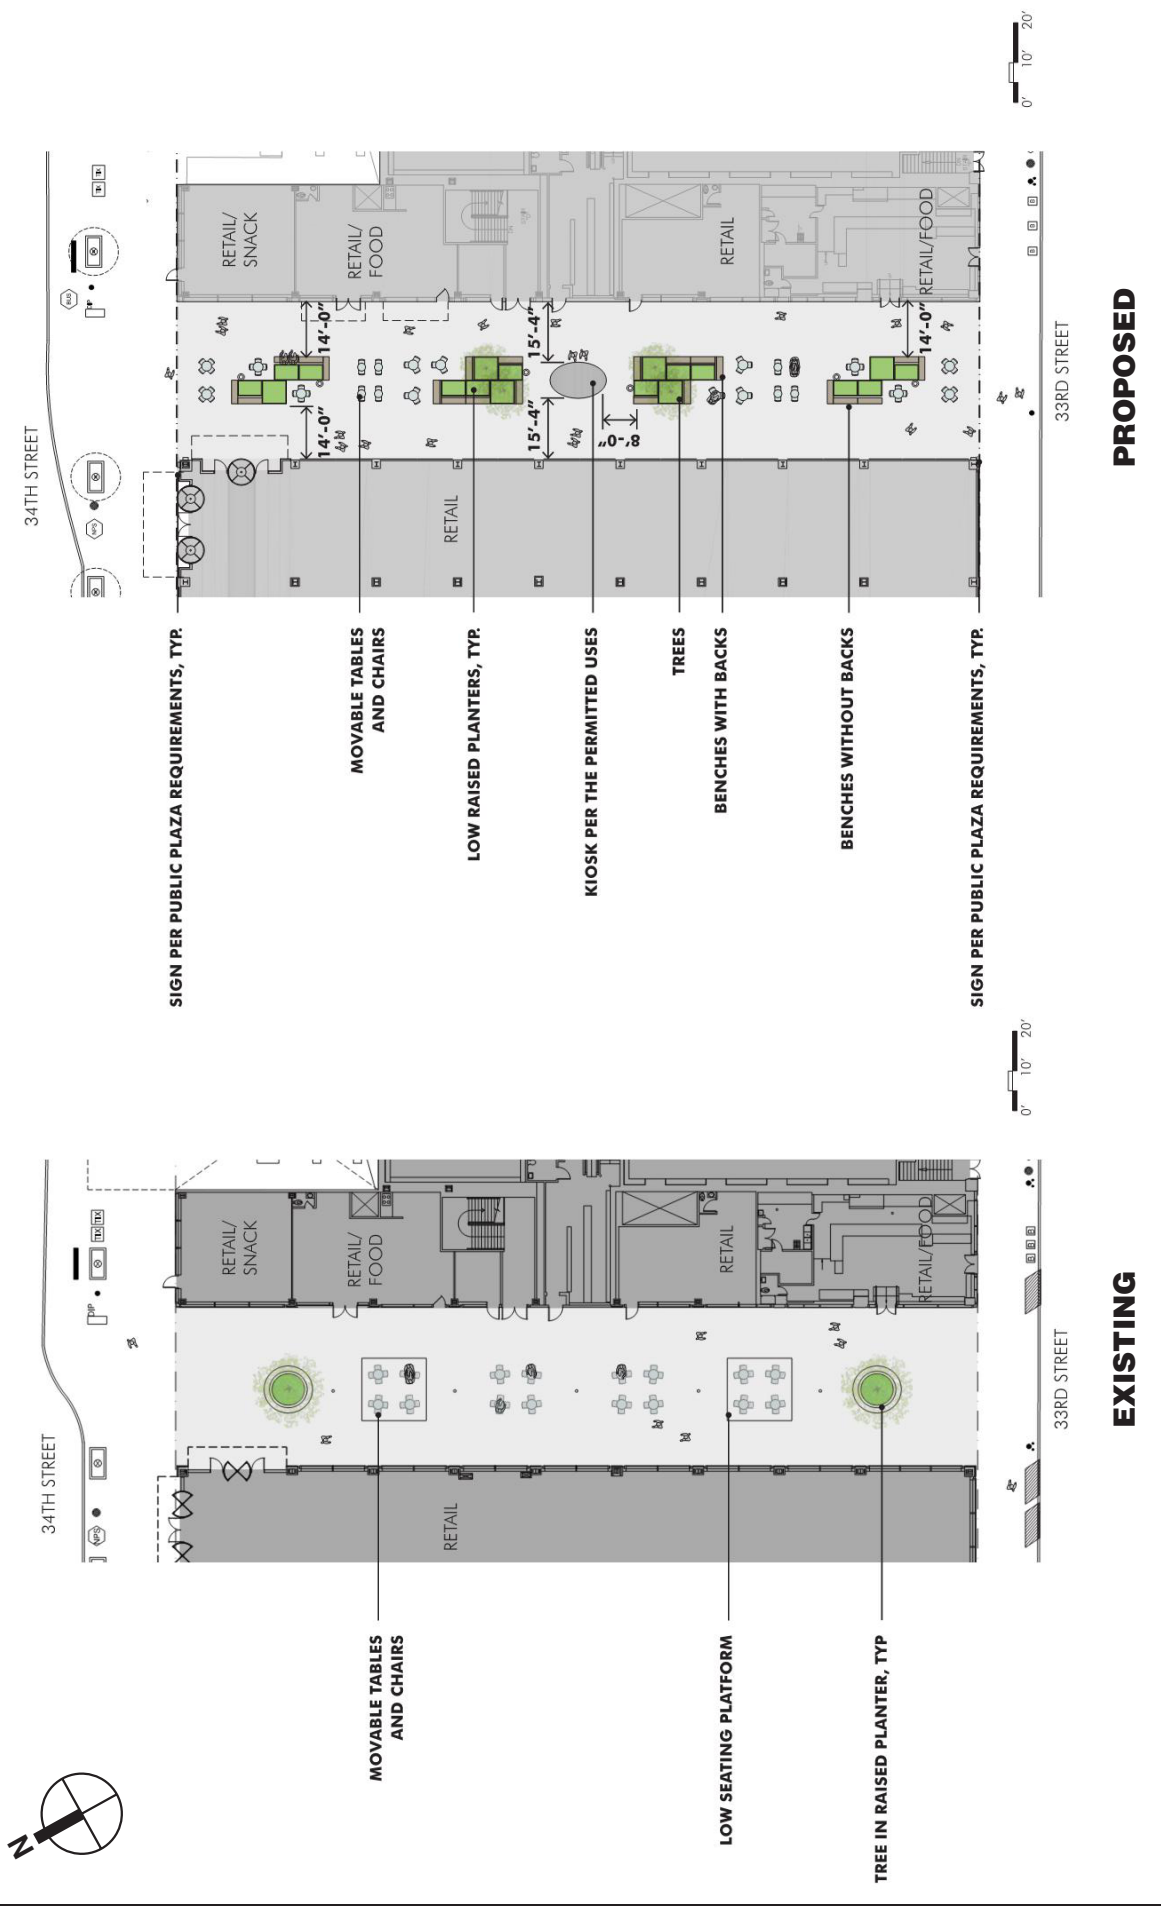 N
34TH STREET
NPS
DIP
RETAIL/
SNACK
MOVABLE TABLES
AND CHAIRS
RETAIL/
FOOD
RETAIL
LOW SEATING PLATFORM
RETAIL
TREE IN RAISED PLANTER, TYP
RETAIL/FOOD
0' 10' 20'
33RD STREET
EXISTING
34TH STREET
BUS
NPS
SIGN PER PUBLIC PLAZA REQUIREMENTS, TYP.
RETAIL/
SNACK
14'-0"
14'-0"
MOVABLE TABLES
AND CHAIRS
RETAIL/
FOOD
RETAIL
LOW RAISED PLANTERS, TYP.
15'-4"
15'-4"
KIOSK PER THE PERMITTED USES
8'-0"
TREES
BENCHES WITH BACKS
RETAIL
BENCHES WITHOUT BACKS
14'-0"
RETAIL/FOOD
SIGN PER PUBLIC PLAZA REQUIREMENTS, TYP.
0' 10' 20'
33RD STREET
PROPOSED